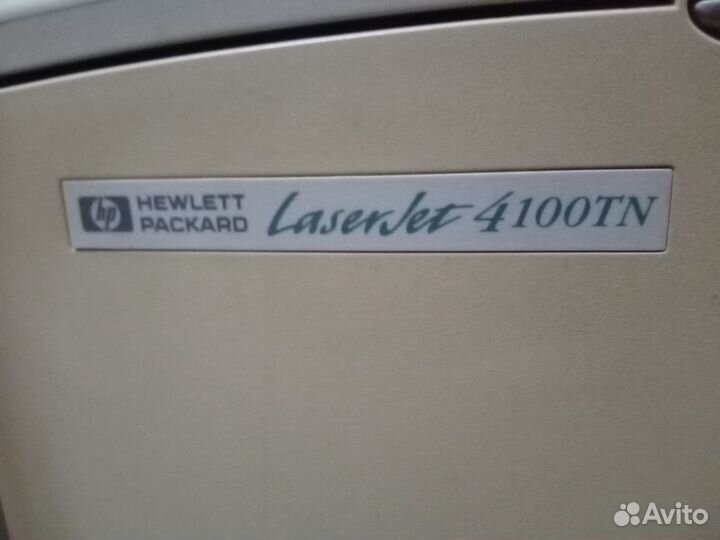 hp HEWLETT
PACKARD
LaserJet 4100TN
Avito